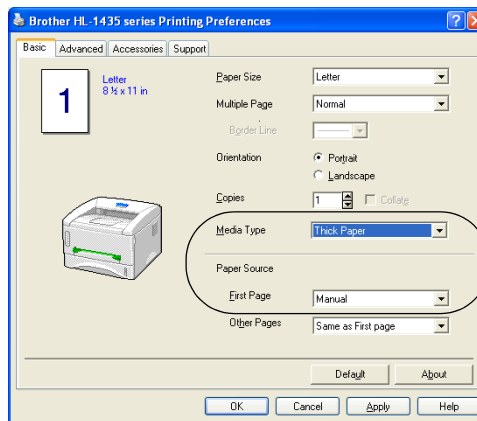 Brother HL-1435 series Printing Preferences
Basic Advanced Accessories Support
1
Letter
8 ½ x 11 in
Paper Size Letter
Multiple Page Normal
Border Line
Orientation Portrait
Landscape
Copies 1 Collate
Media Type Thick Paper
Paper Source
First Page Manual
Other Pages Same as First page
Default About
OK Cancel Apply Help